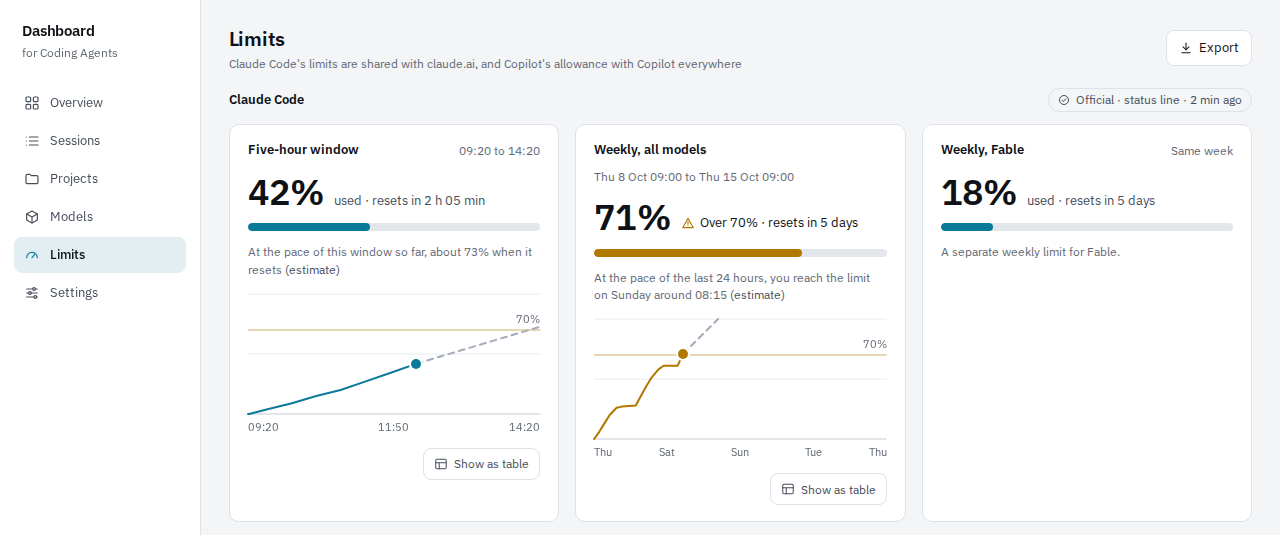 Dashboard
for Coding Agents
Overview
Sessions
Projects
Models
Limits
Settings
Limits
Claude Code's limits are shared with claude.ai, and Copilot's allowance with Copilot everywhere
Export
Claude Code
Official · status line · 2 min ago
Five-hour window
09:20 to 14:20
42% used · resets in 2 h 05 min
At the pace of this window so far, about 73% when it
resets (estimate)
70%
09:20 11:50 14:20
Show as table
Weekly, all models
Thu 8 Oct 09:00 to Thu 15 Oct 09:00
71% Over 70% · resets in 5 days
At the pace of the last 24 hours, you reach the limit
on Sunday around 08:15 (estimate)
70%
Thu Sat Sun Tue Thu
Show as table
Weekly, Fable
Same week
18% used · resets in 5 days
A separate weekly limit for Fable.